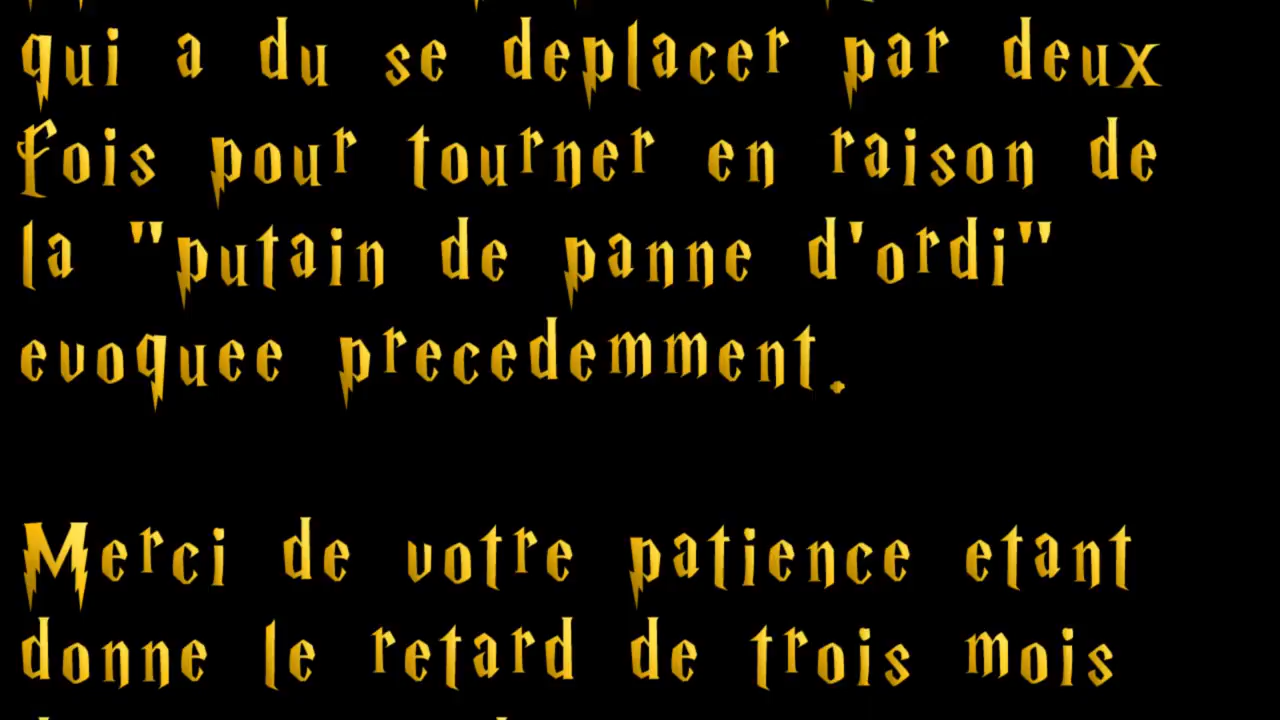 qui a du se deplacer par deux
fois pour tourner en raison de
la "putain de panne d'ordi"
evoquee precedemment.
Merci de votre patience etant
donne le retard de trois mois